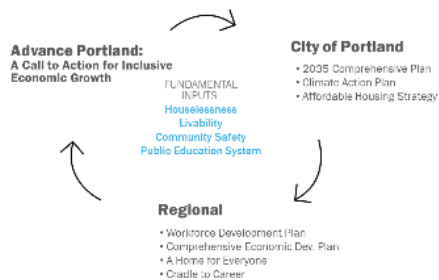 Advance Portland:
A Call to Action for Inclusive
Economic Growth
FUNDAMENTAL
INPUTS
Houselessness
Livability
Community Safety
Public Education System
City of Portland
• 2035 Comprehensive Plan
• Climate Action Plan
• Affordable Housing Strategy
Regional
• Workforce Development Plan
• Comprehensive Economic Dev. Plan
• A Home for Everyone
• Cradle to Career